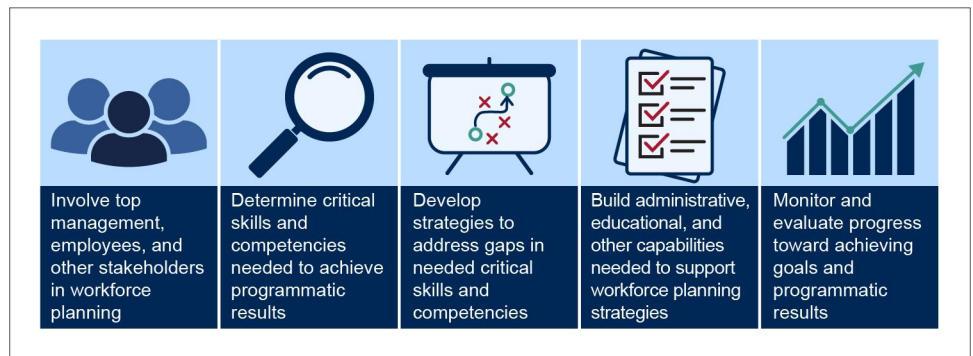 Involve top
management,
employees, and
other stakeholders
in workforce
planning
Determine critical
skills and
competencies
needed to achieve
programmatic
results
Develop
strategies to
address gaps in
needed critical
skills and
competencies
Build administrative,
educational, and
other capabilities
needed to support
workforce planning
strategies
Monitor and
evaluate progress
toward achieving
goals and
programmatic
results